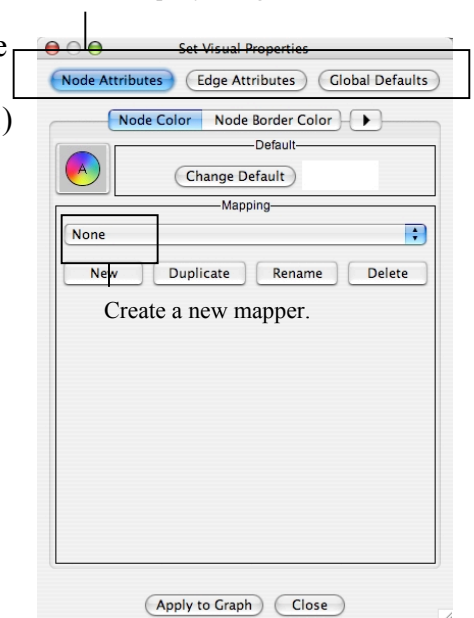 e
Set Visual Properties
Node Attributes Edge Attributes Global Defaults
)
Node Color Node Border Color
A
Default
Change Default
Mapping
None
New Duplicate Rename Delete
Create a new mapper.
Apply to Graph Close